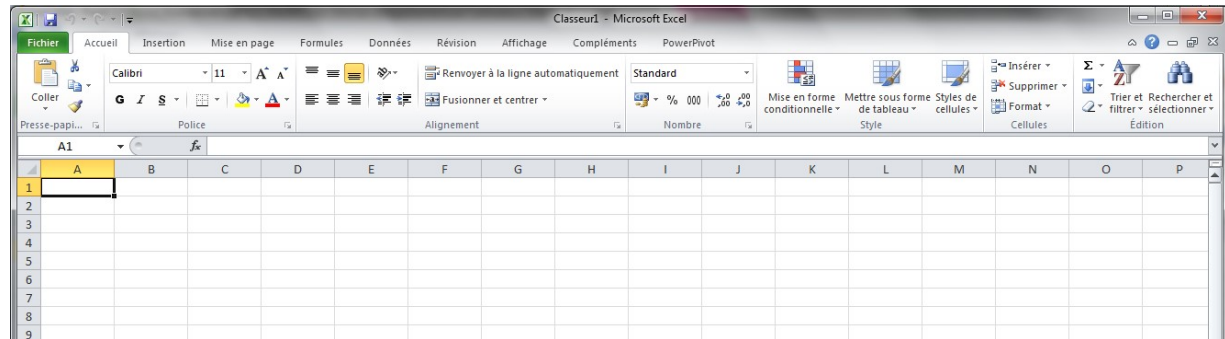 Classeur1 - Microsoft Excel
Fichier Accueil Insertion Mise en page Formules Données Révision Affichage Compléments PowerPivot
Coller
Presse-papi...
Calibri 11 A A
G I S A
Police
Renvoyer à la ligne automatiquement
Fusionner et centrer
Alignement
Standard
% 000 ,00 ,0
Nombre
Mise en forme conditionnelle
Mettre sous forme de tableau
Styles de cellules
Style
Insérer
Supprimer
Format
Cellules
Σ
Trier et filtrer
Rechercher et sélectionner
Édition
A1 fx
A B C D E F G H I J K L M N O P
1
2
3
4
5
6
7
8
9